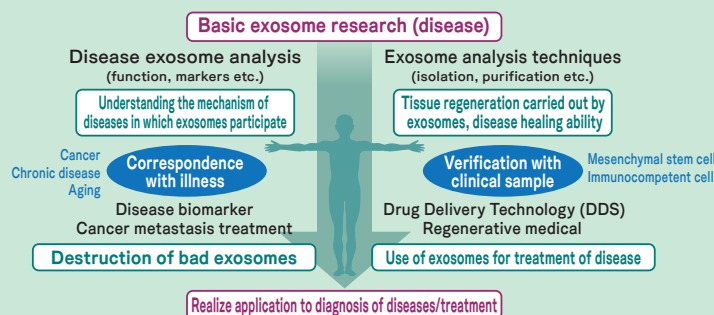 Basic exosome research (disease)
Disease exosome analysis
(function, markers etc.)
Understanding the mechanism of
diseases in which exosomes participate
Cancer
Chronic disease
Aging
Correspondence
with illness
Disease biomarker
Cancer metastasis treatment
Destruction of bad exosomes
Exosome analysis techniques
(isolation, purification etc.)
Tissue regeneration carried out by
exosomes, disease healing ability
Verification with
clinical sample
Mesenchymal stem cell
Immunocompetent cell
Drug Delivery Technology (DDS)
Regenerative medical
Use of exosomes for treatment of disease
Realize application to diagnosis of diseases/treatment